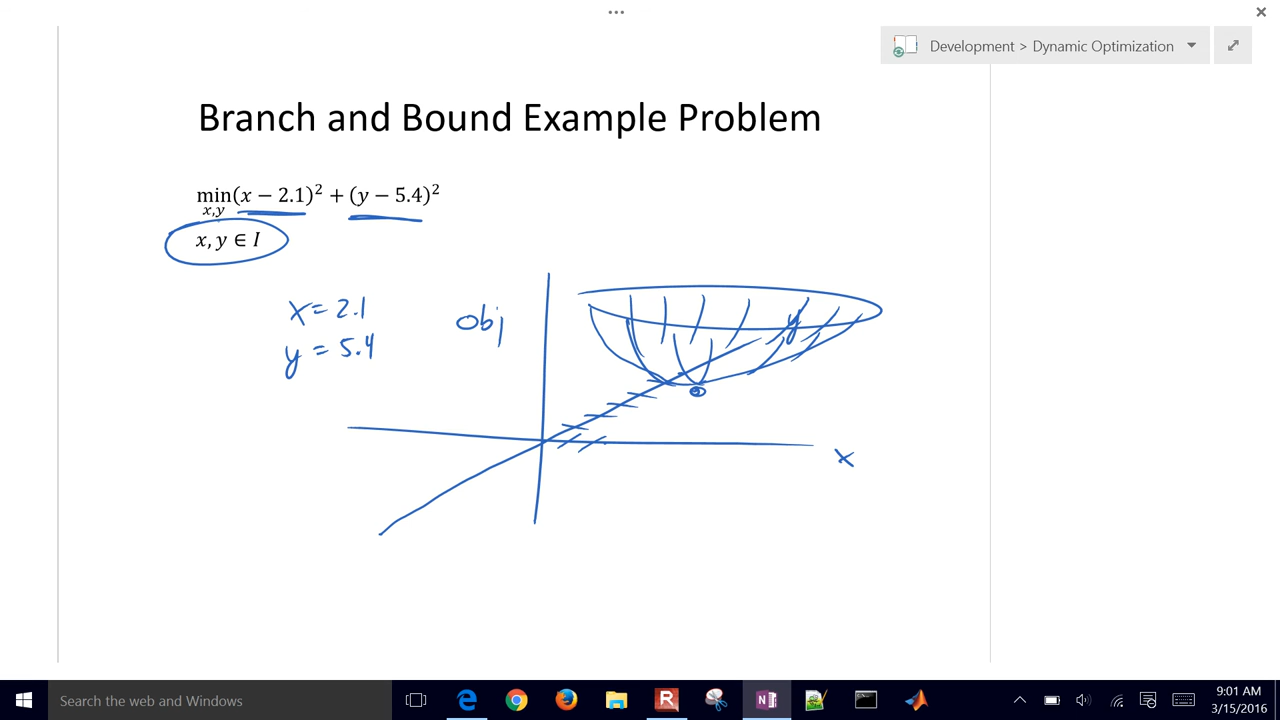 Development > Dynamic Optimization
Branch and Bound Example Problem
min(x − 2.1)² + (y − 5.4)²
x,y
x, y ∈ I
x = 2.1
y = 5.4
obj
y
x
Search the web and Windows
9:01 AM
3/15/2016